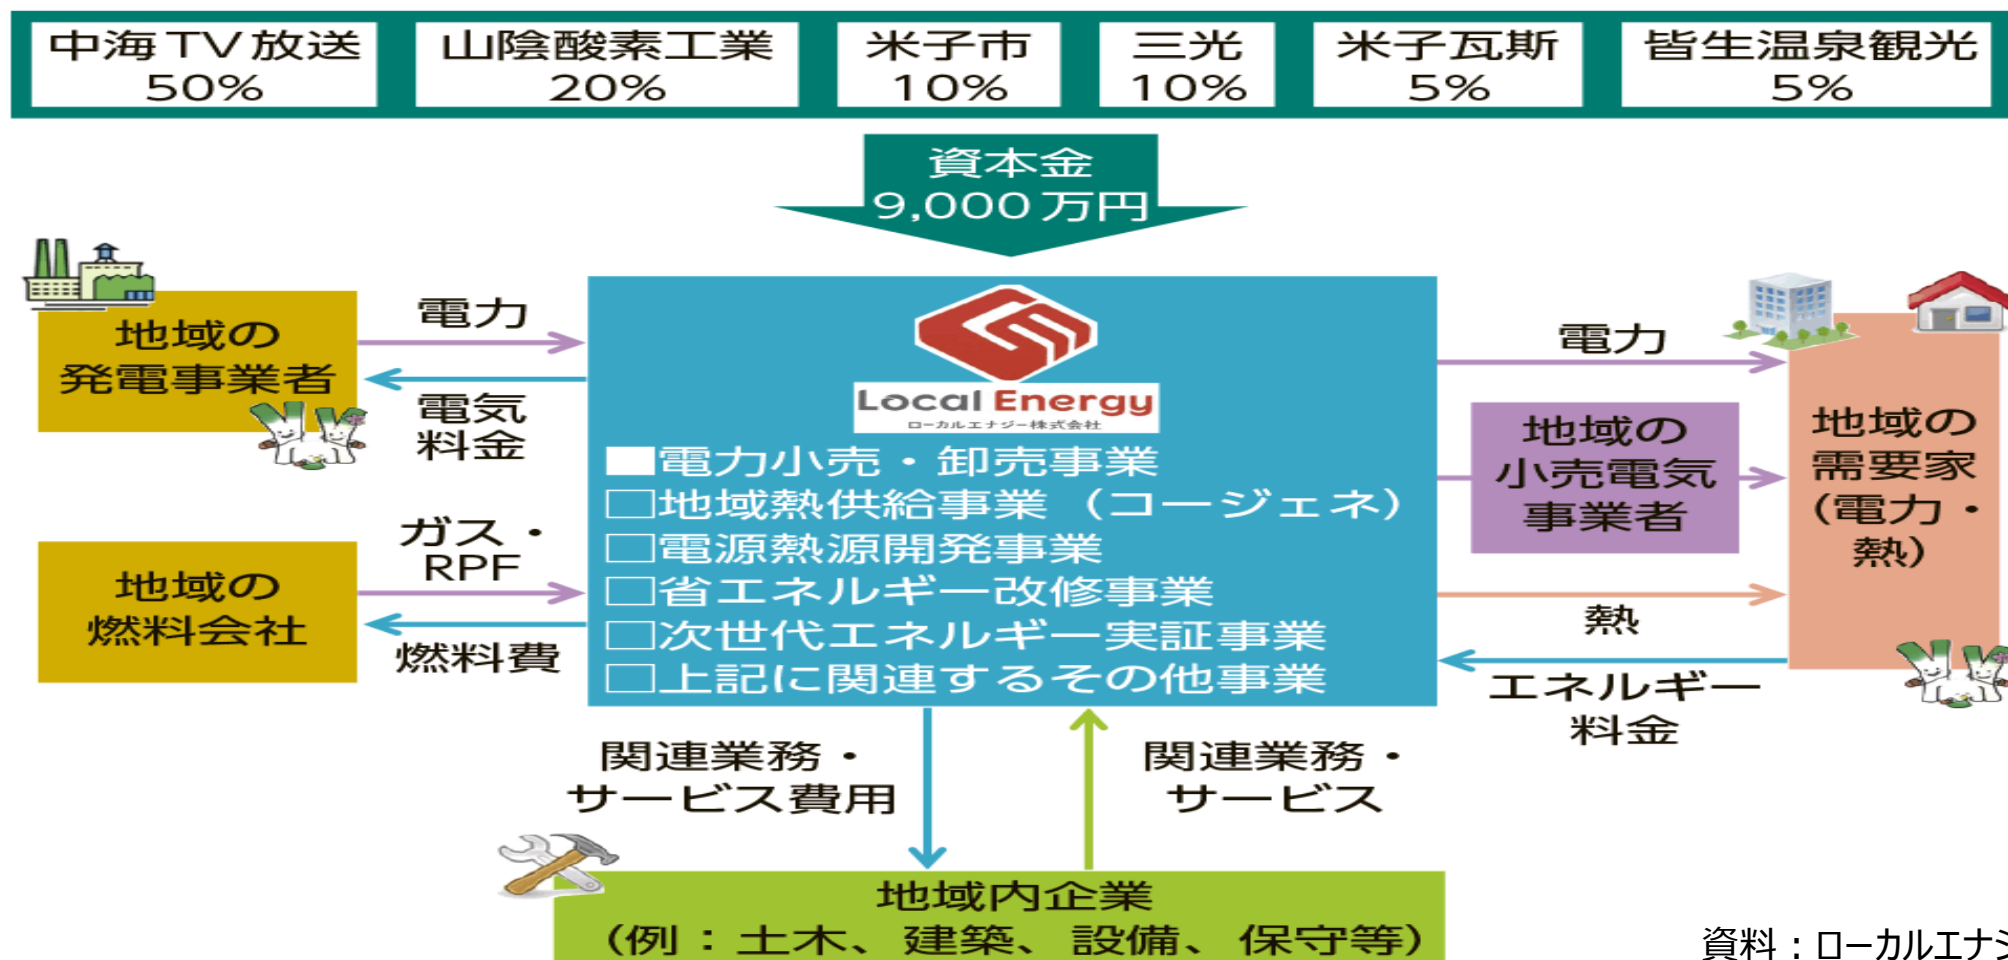 中海TV放送
50%
山陰酸素工業
20%
米子市
10%
三光
10%
米子瓦斯
5%
皆生温泉観光
5%
資本金
9,000万円
地域の
発電事業者
電力
電気
料金
地域の
燃料会社
ガス・
RPF
燃料費
Local Energy
ローカルエナジー株式会社
■電力小売・卸売事業
□地域熱供給事業（コージェネ）
□電源熱源開発事業
□省エネルギー改修事業
□次世代エネルギー実証事業
□上記に関連するその他事業
電力
地域の
小売電気
事業者
熱
エネルギー
料金
地域の
需要家
(電力・
熱)
関連業務・
サービス費用
関連業務・
サービス
地域内企業
（例：土木、建築、設備、保守等）
資料：ローカルエナジ